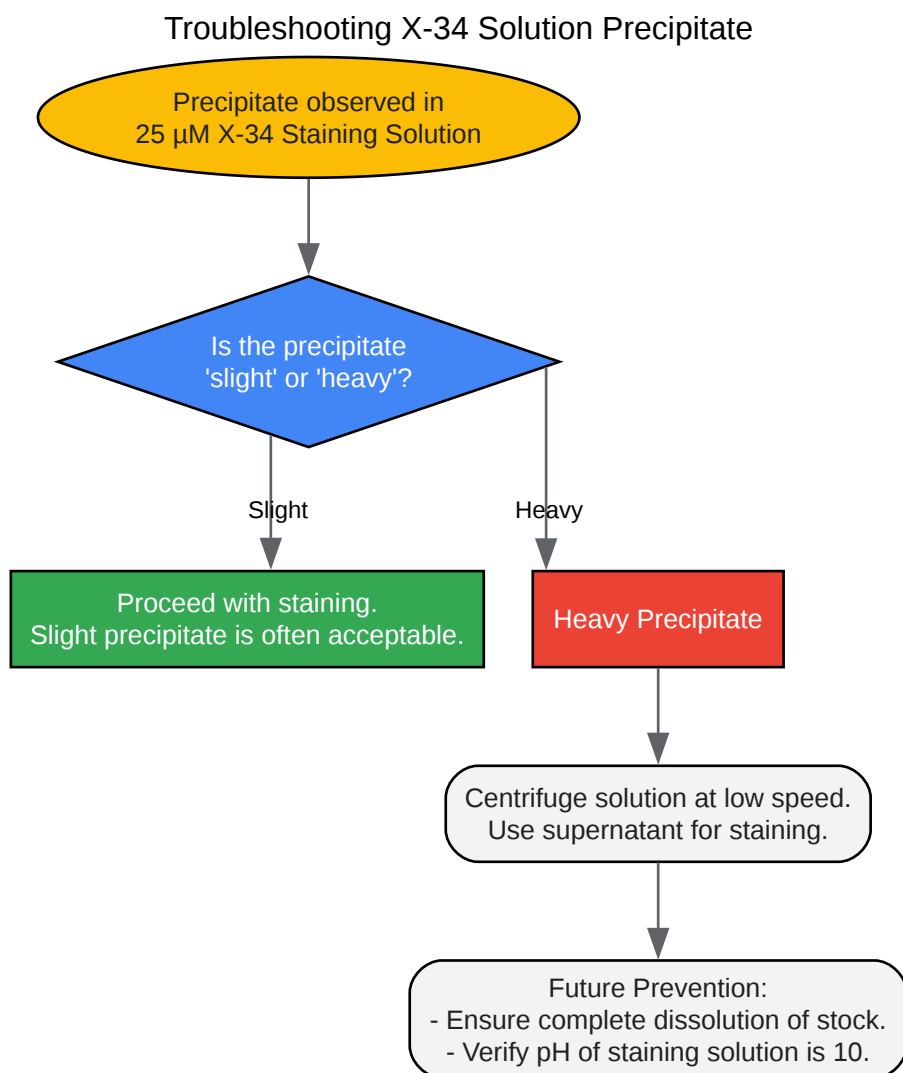 Troubleshooting X-34 Solution Precipitate
Precipitate observed in
25 µM X-34 Staining Solution
Is the precipitate
'slight' or 'heavy'?
Slight
Heavy
Proceed with staining.
Slight precipitate is often acceptable.
Heavy Precipitate
Centrifuge solution at low speed.
Use supernatant for staining.
Future Prevention:
- Ensure complete dissolution of stock.
- Verify pH of staining solution is 10.